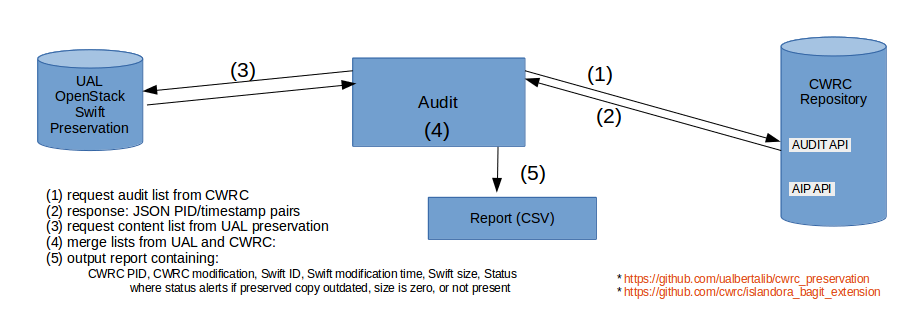 UAL
OpenStack
Swift
Preservation
(3)
Audit
(4)
(1)
(2)
CWRC
Repository
AUDIT API
AIP API
(5)
Report (CSV)
(1) request audit list from CWRC
(2) response: JSON PID/timestamp pairs
(3) request content list from UAL preservation
(4) merge lists from UAL and CWRC:
(5) output report containing:
CWRC PID, CWRC modification, Swift ID, Swift modification time, Swift size, Status
where status alerts if preserved copy outdated, size is zero, or not present
* https://github.com/ualbertalib/cwrc_preservation
* https://github.com/cwrc/islandora_bagit_extension